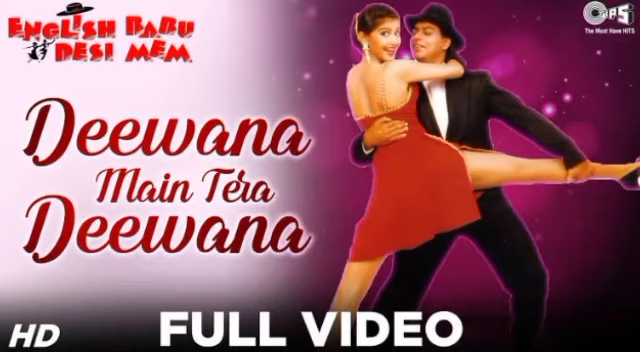 ENGLISH BABU
DESI MEM
TIPS
The Most Have HITS
Deewana
Main Tera
Deewana
HD
FULL VIDEO